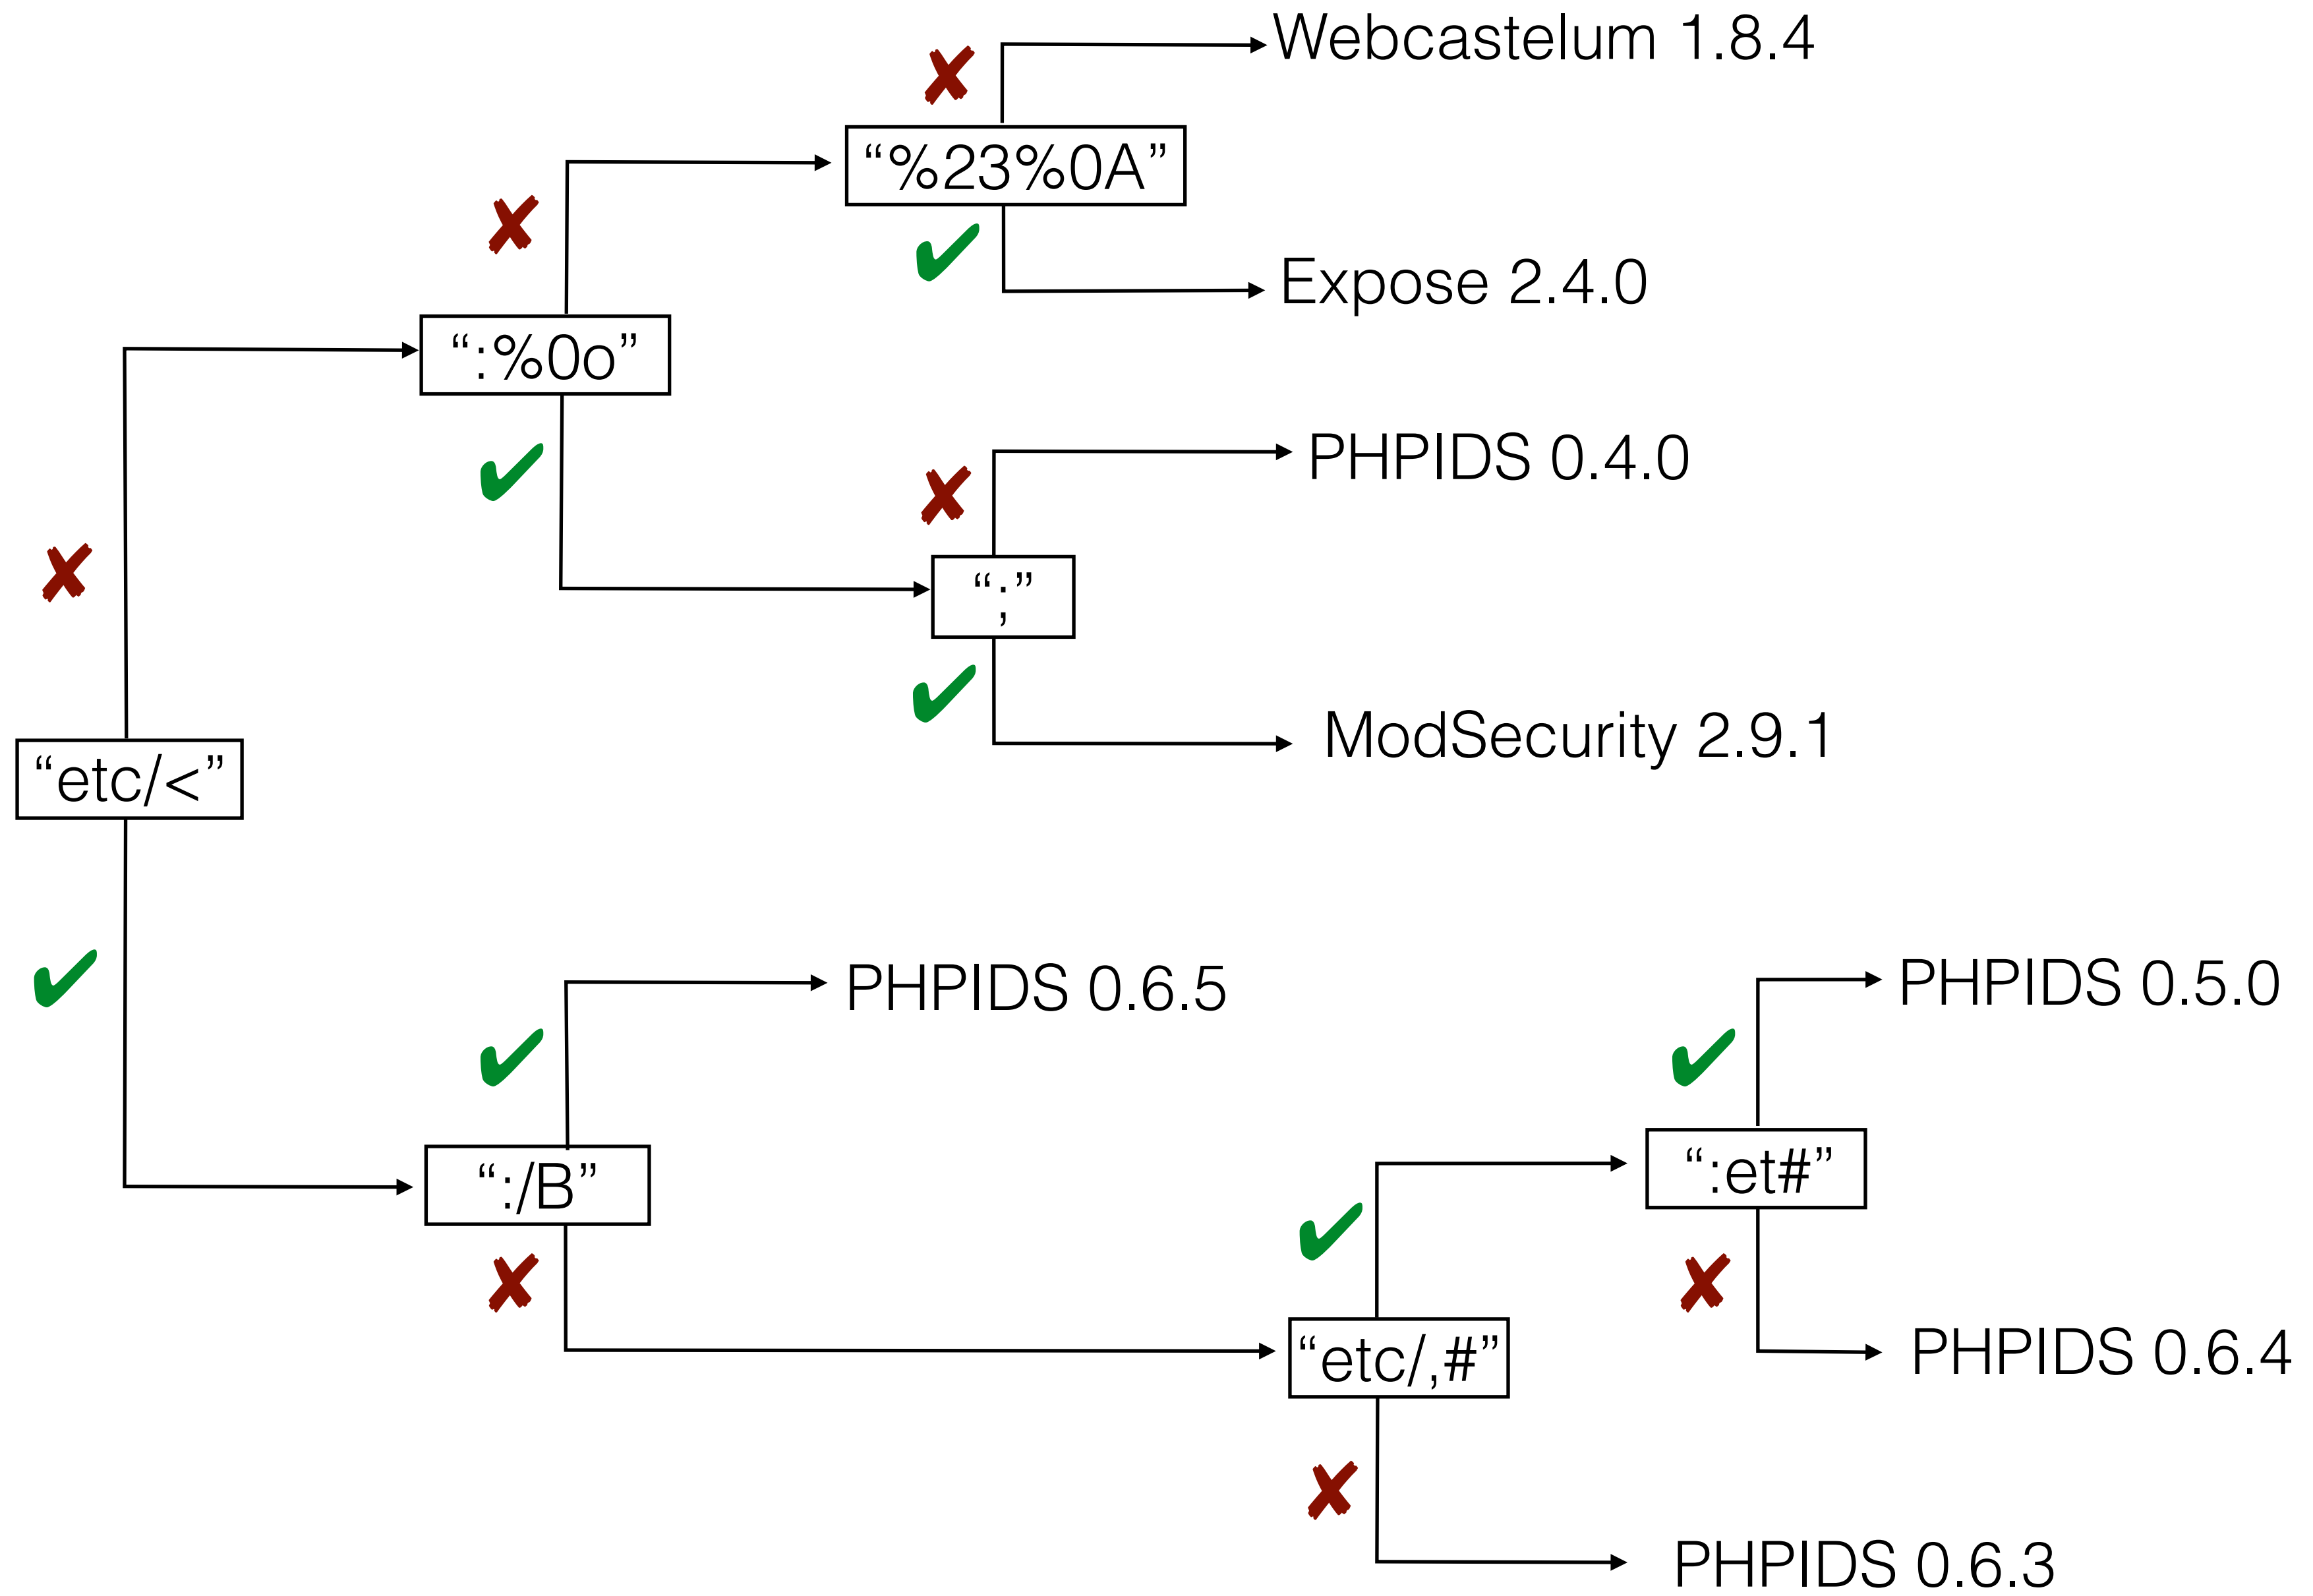 Webcastelum 1.8.4
“%23%0A”
Expose 2.4.0
“:%0o”
PHPIDS 0.4.0
“;”
ModSecurity 2.9.1
“etc/<”
PHPIDS 0.6.5
PHPIDS 0.5.0
“:/B”
“:et#”
“etc/,#”
PHPIDS 0.6.4
PHPIDS 0.6.3